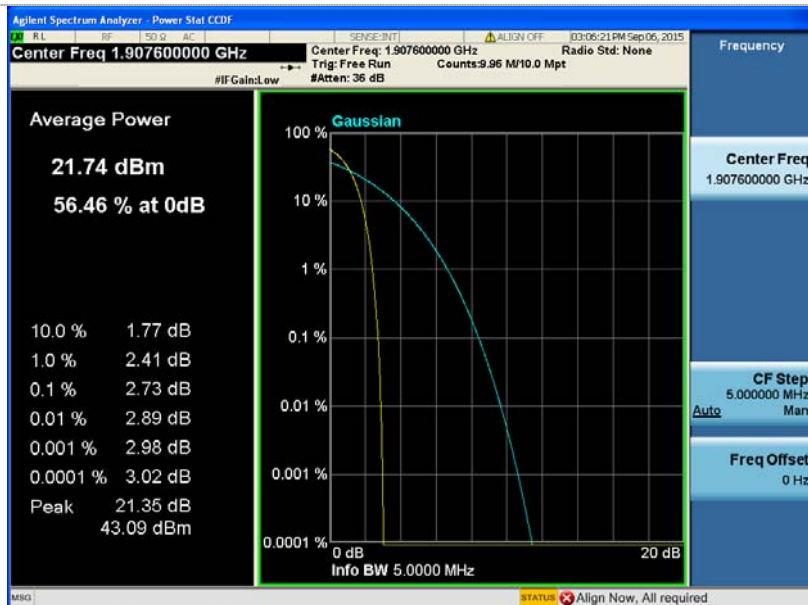 Agilent Spectrum Analyzer - Power Stat CCDF
RL RF 50 Ω AC SENSE:INT ALIGN OFF 03:06:21 PM Sep 06, 2015
Center Freq 1.907600000 GHz
Center Freq: 1.907600000 GHz Radio Std: None
Trig: Free Run Counts:9.96 M/10.0 Mpt
#IFGain:Low #Atten: 36 dB
Frequency
Average Power
21.74 dBm
56.46 % at 0dB
10.0 % 1.77 dB
1.0 % 2.41 dB
0.1 % 2.73 dB
0.01 % 2.89 dB
0.001 % 2.98 dB
0.0001 % 3.02 dB
Peak 21.35 dB
43.09 dBm
Gaussian
100 %
10 %
1 %
0.1 %
0.01 %
0.001 %
0.0001 %
0 dB 20 dB
Info BW 5.0000 MHz
Center Freq
1.907600000 GHz
CF Step
5.000000 MHz
Auto Man
Freq Offset
0 Hz
MSG STATUS Align Now, All required